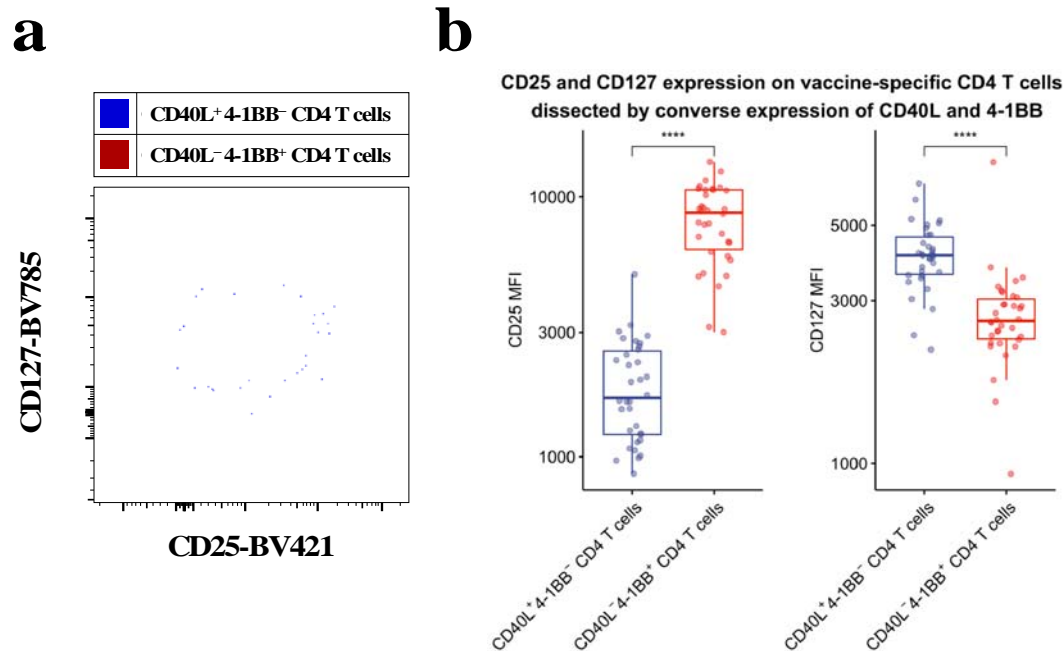 a
CD40L⁺4-1BB⁻ CD4 T cells
CD40L⁻4-1BB⁺ CD4 T cells
CD127-BV785
CD25-BV421
b
CD25 and CD127 expression on vaccine-specific CD4 T cells
dissected by converse expression of CD40L and 4-1BB
****
10000
3000
1000
CD25 MFI
CD40L⁺4-1BB⁻ CD4 T cells
CD40L⁻4-1BB⁺ CD4 T cells
****
5000
3000
1000
CD127 MFI
CD40L⁺4-1BB⁻ CD4 T cells
CD40L⁻4-1BB⁺ CD4 T cells